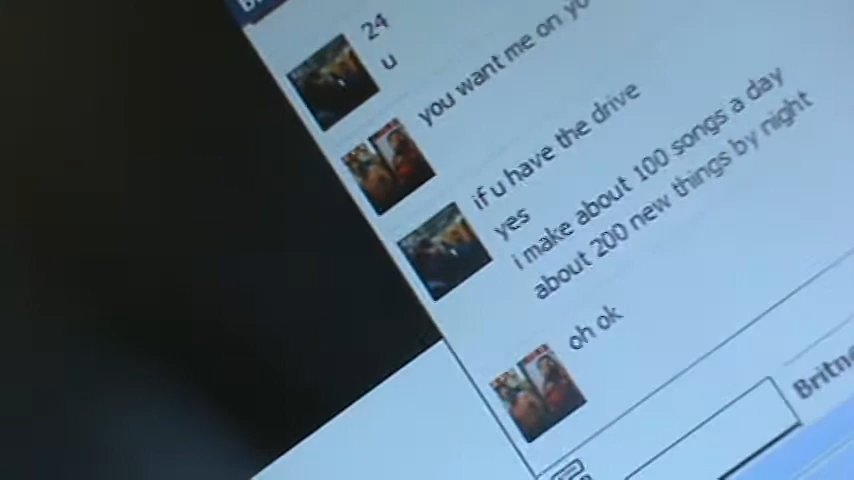 24
u
you want me on yo
if u have the drive
yes
i make about 100 songs a day
about 200 new things by night
oh ok
Britn